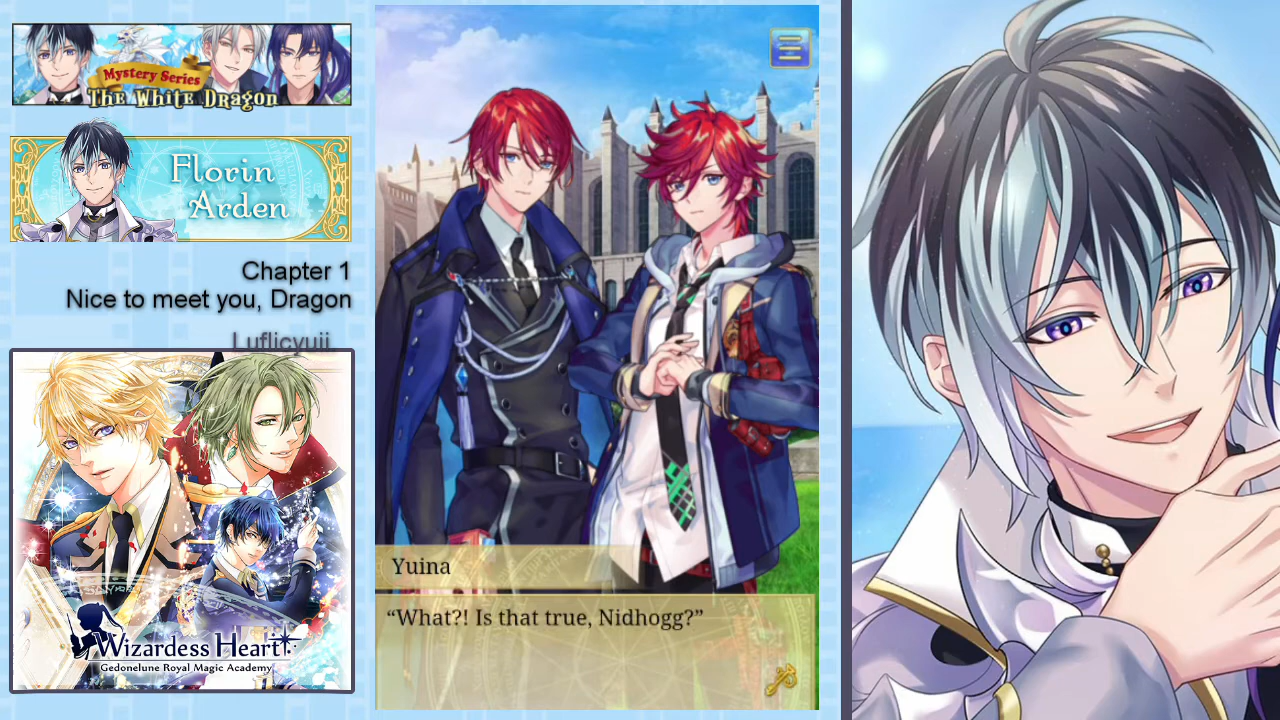 Mystery Series
The White Dragon
Florin
Arden
Chapter 1
Nice to meet you, Dragon
Luflicyuii
Wizardess Heart
Gedonelune Royal Magic Academy
Yuina
“What?! Is that true, Nidhogg?”